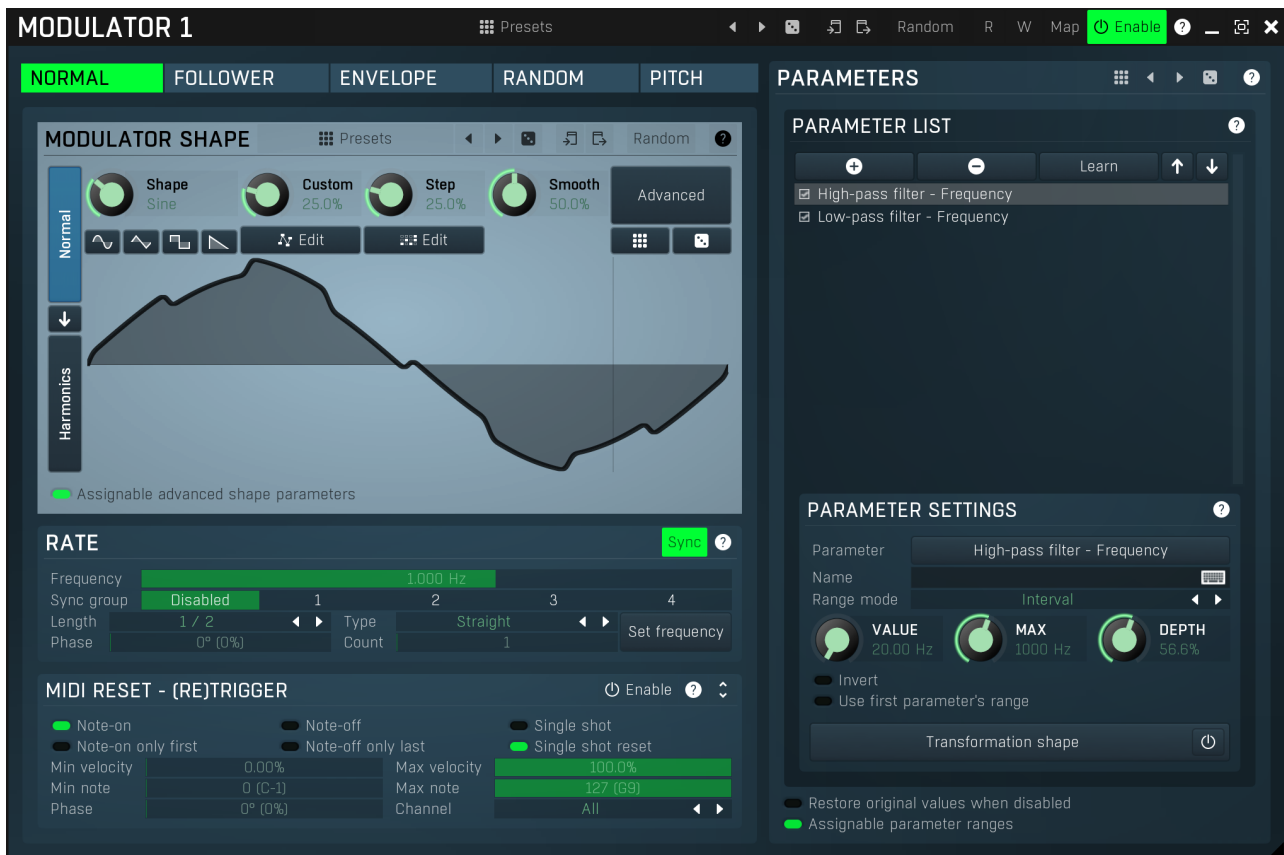 MODULATOR 1 Presets Random R W Map Enable ?
NORMAL FOLLOWER ENVELOPE RANDOM PITCH
MODULATOR SHAPE Presets Random ?
Normal
Harmonics
Shape Custom Step Smooth Advanced
Sine 25.0% 25.0% 50.0%
Edit Edit
Assignable advanced shape parameters
RATE Sync ?
Frequency 1.000 Hz
Sync group Disabled 1 2 3 4
Length 1 / 2 Type Straight Set frequency
Phase 0° (0%) Count 1
MIDI RESET - (RE)TRIGGER Enable ?
Note-on Note-off Single shot
Note-on only first Note-off only last Single shot reset
Min velocity 0.00% Max velocity 100.0%
Min note 0 (C-1) Max note 127 (G9)
Phase 0° (0%) Channel All
PARAMETERS ?
PARAMETER LIST ?
Learn
High-pass filter - Frequency
Low-pass filter - Frequency
PARAMETER SETTINGS ?
Parameter High-pass filter - Frequency
Name
Range mode Interval
VALUE MAX DEPTH
20.00 Hz 1000 Hz 56.6%
Invert
Use first parameter's range
Transformation shape
Restore original values when disabled
Assignable parameter ranges